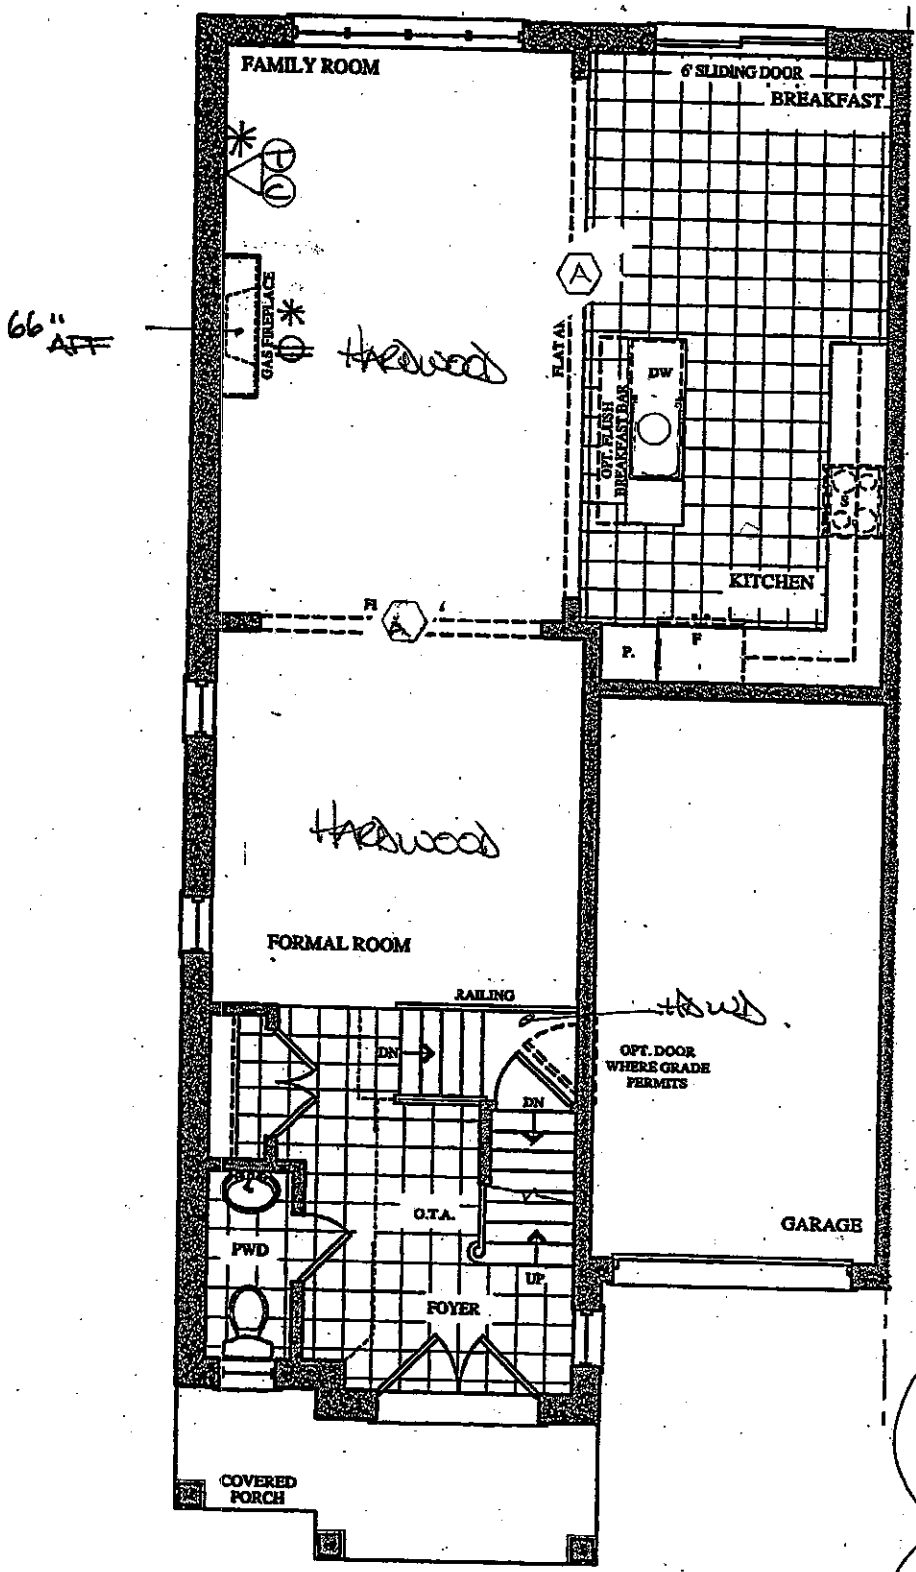 FAMILY ROOM
6' SLIDING DOOR
BREAKFAST
66"
AFF
GAS FIREPLACE
HARDWOOD
A
FLAT AR
OPT. FLUSH
BREAKFAST BAR
DW
S
KITCHEN
P.
F
HARDWOOD
FORMAL ROOM
RAILING
HDWD.
DN
OPT. DOOR
WHERE GRADE
PERMITS
DN
O.T.A.
GARAGE
PWD
UP
FOYER
COVERED
PORCH